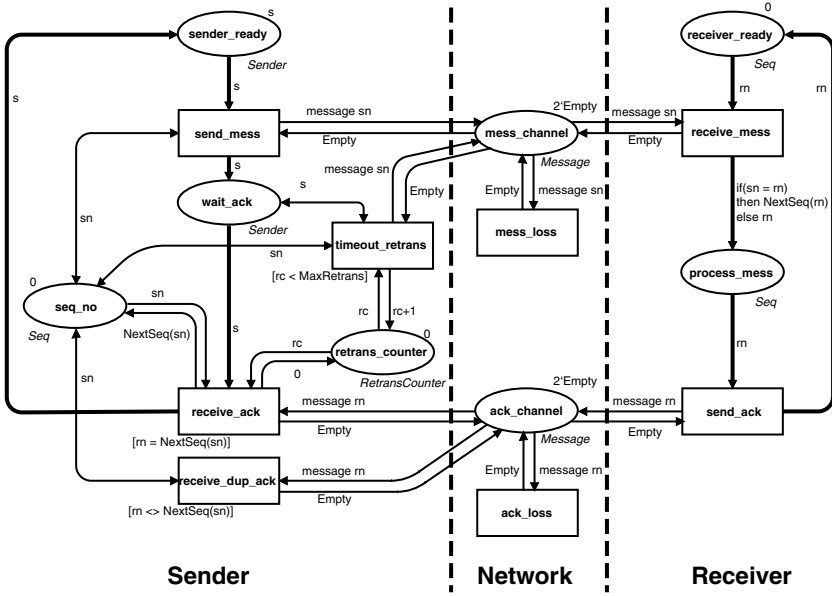 s
0
sender_ready
receiver_ready
Sender
Seq
s
s
rn
rn
message sn
2'Empty
message sn
send_mess
mess_channel
receive_mess
Empty
Empty
Message
s
message sn
Empty
Empty
message sn
if(sn = rn)
then NextSeq(rn)
else rn
s
wait_ack
Sender
sn
timeout_retrans
mess_loss
sn
[rc < MaxRetrans]
process_mess
Seq
0
seq_no
Seq
sn
NextSeq(sn)
rc
rc+1
s
rc
0
retrans_counter
RetransCounter
0
rn
sn
2'Empty
message rn
message rn
receive_ack
ack_channel
send_ack
Empty
Empty
Message
[rn = NextSeq(sn)]
message rn
Empty
message rn
receive_dup_ack
Empty
[rn <> NextSeq(sn)]
ack_loss
Sender
Network
Receiver